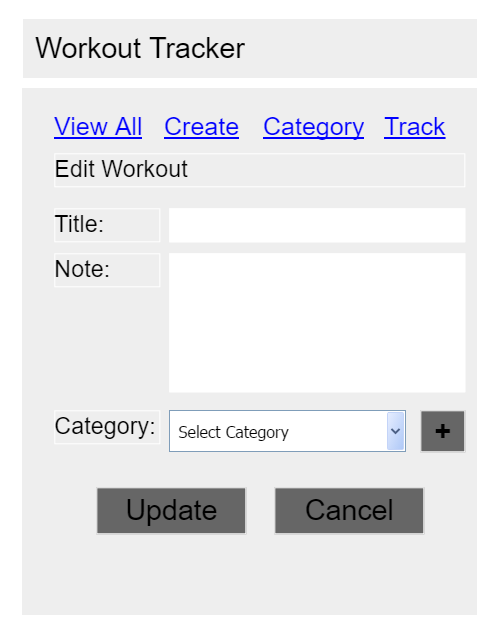 Workout Tracker
View All Create Category Track
Edit Workout
Title:
Note:
Category: Select Category +
Update Cancel